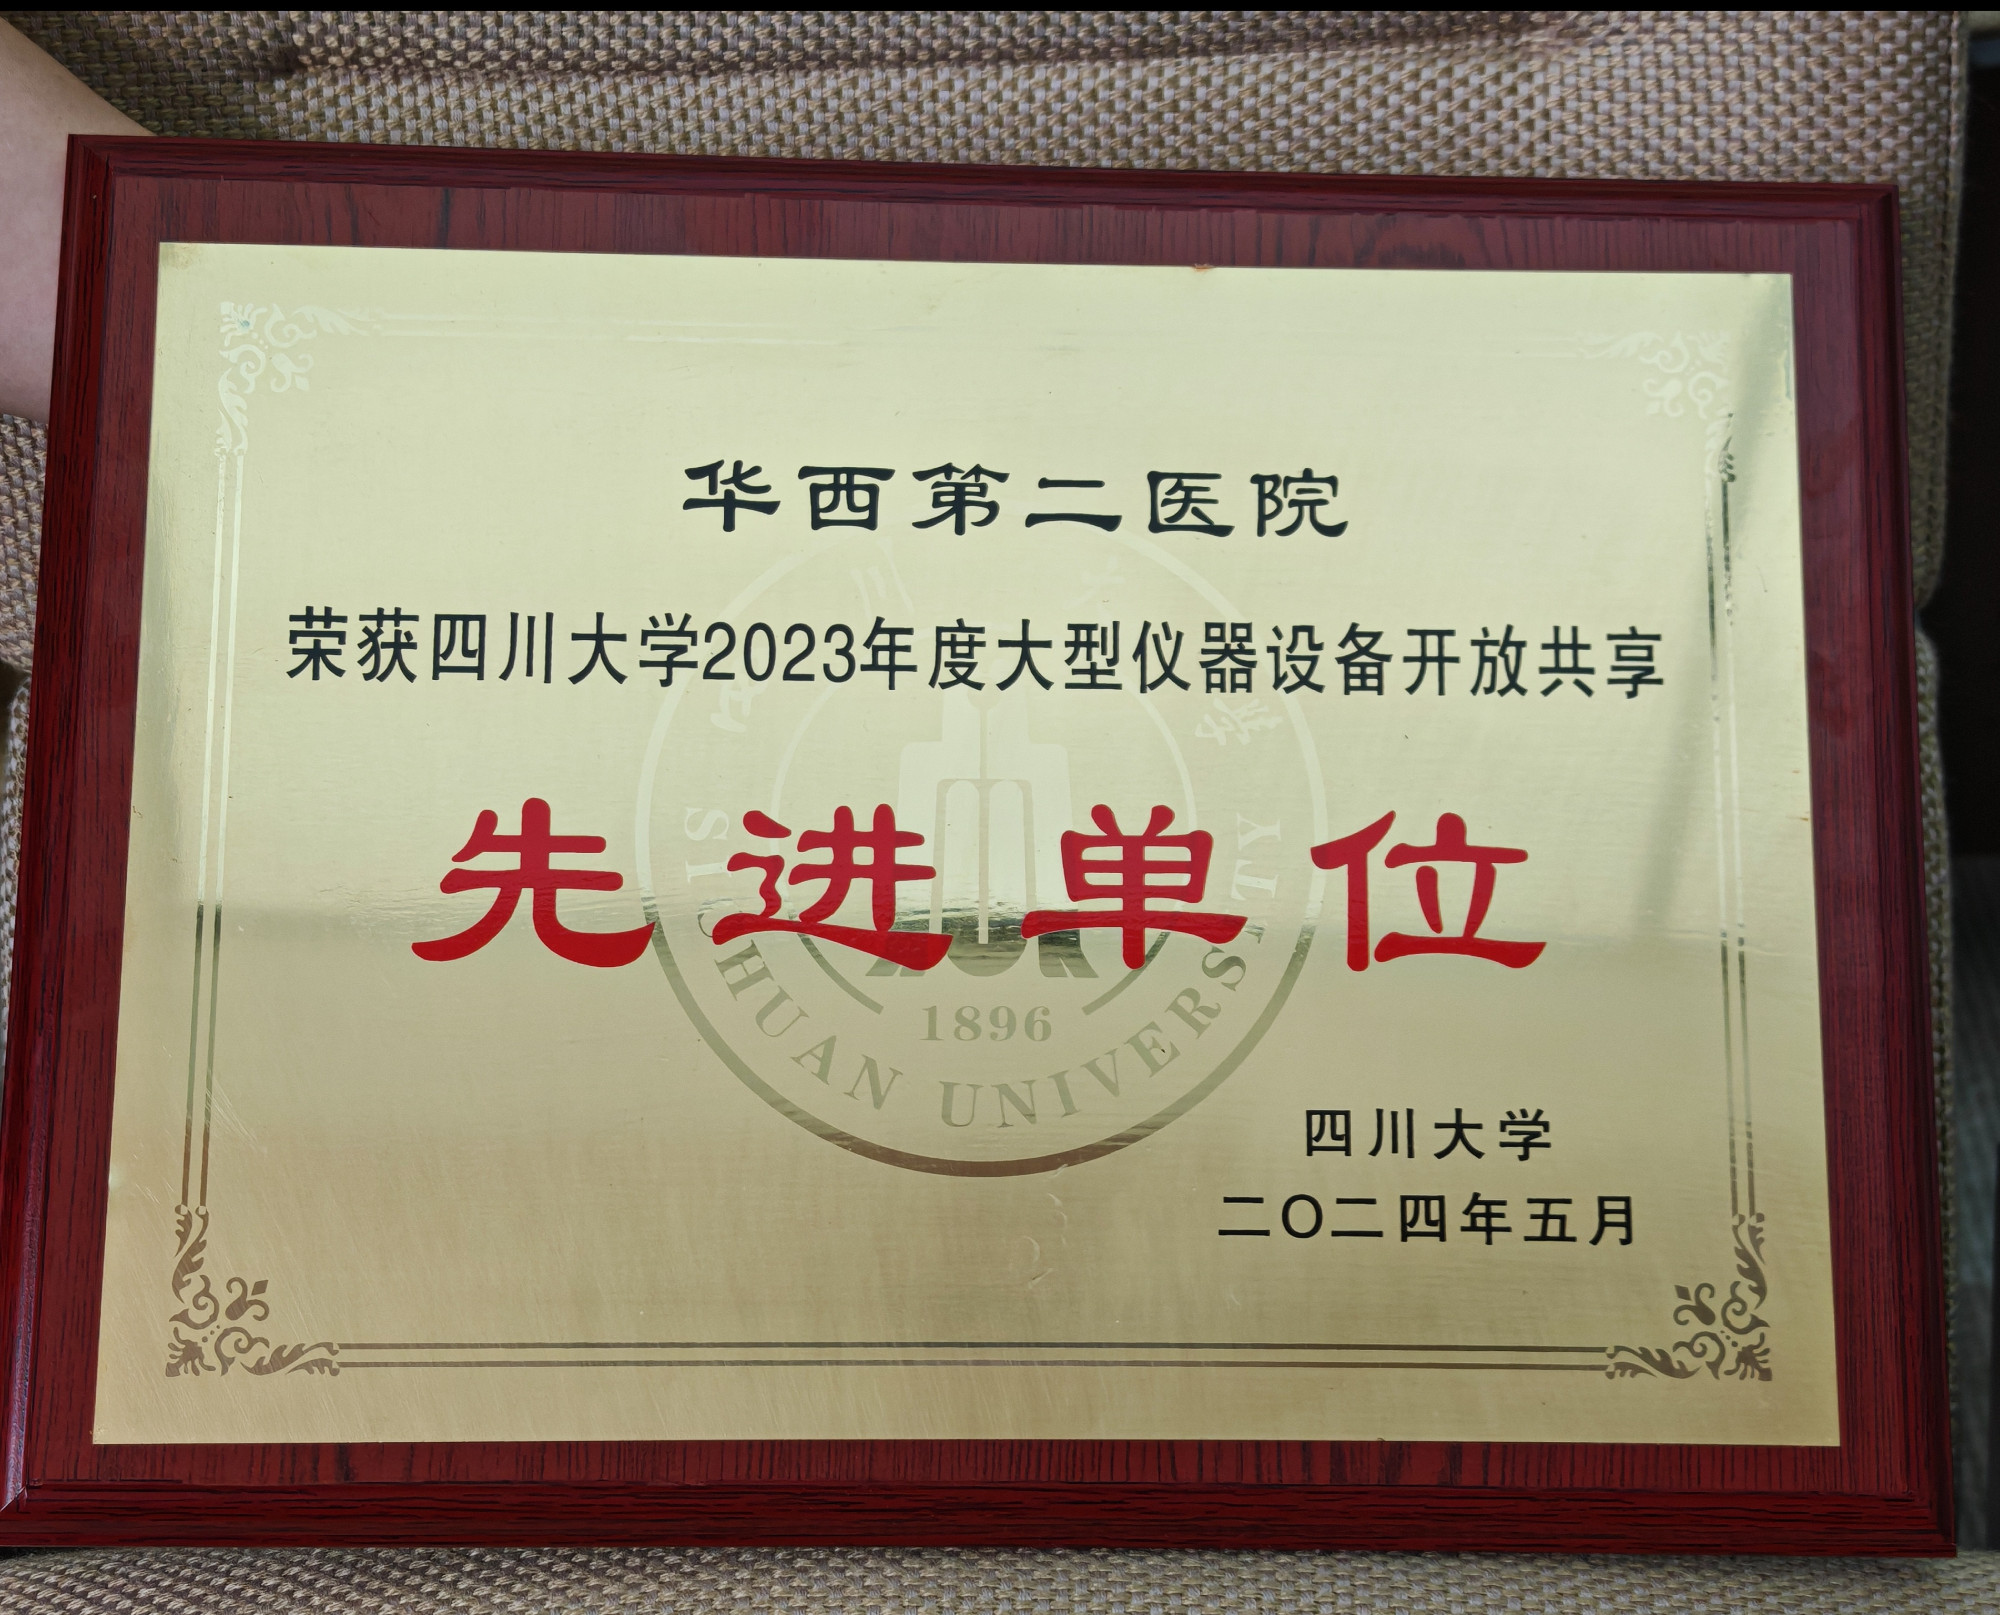 华西第二医院
荣获四川大学2023年度大型仪器设备开放共享
先进单位
1896
SICHUAN UNIVERSITY
四川大学
二〇二四年五月